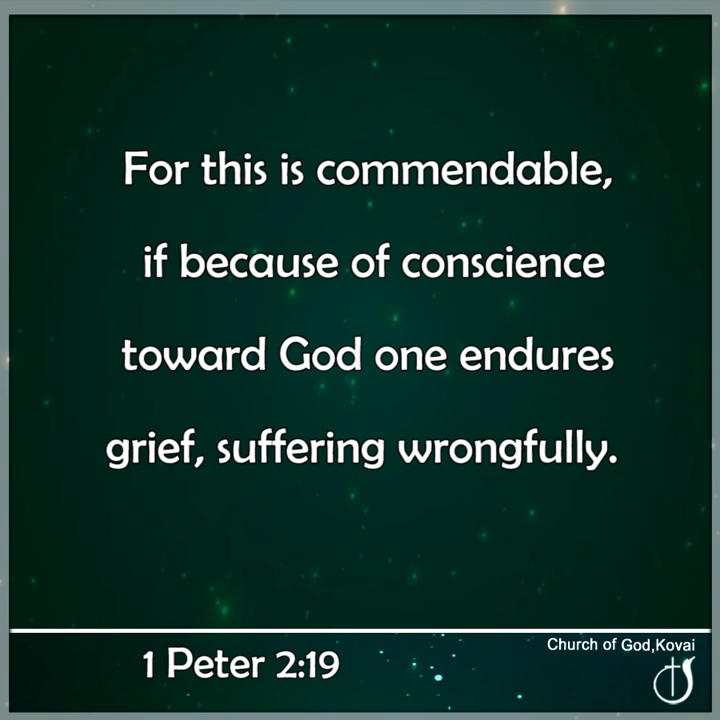 For this is commendable,
if because of conscience
toward God one endures
grief, suffering wrongfully.
1 Peter 2:19
Church of God,Kovai